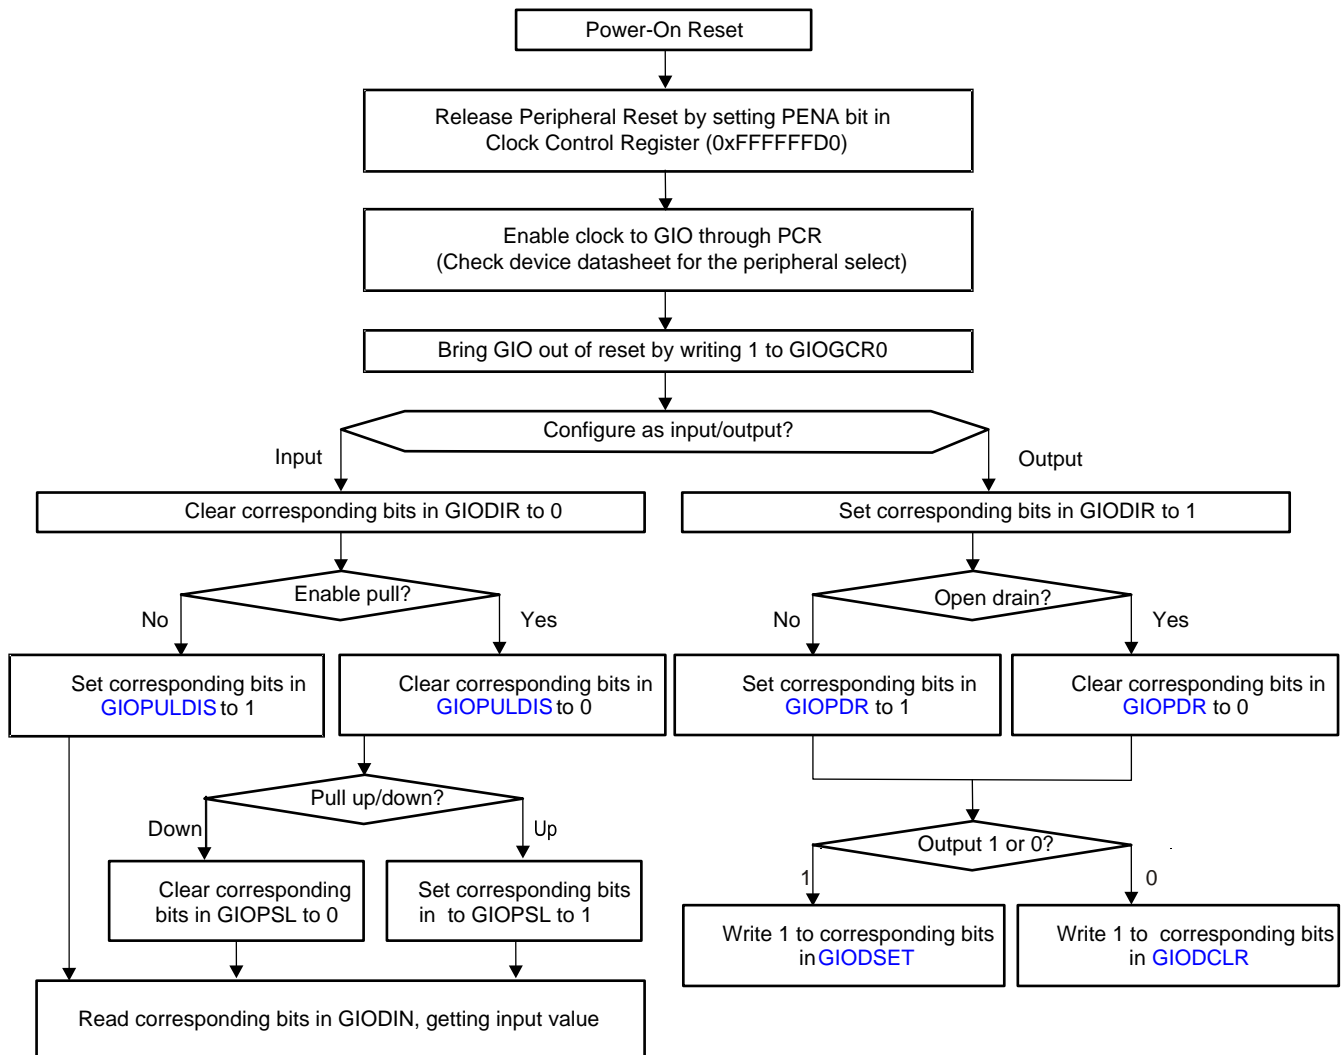 Power-On Reset
Release Peripheral Reset by setting PENA bit in
Clock Control Register (0xFFFFFFD0)
Enable clock to GIO through PCR
(Check device datasheet for the peripheral select)
Bring GIO out of reset by writing 1 to GIOGCR0
Configure as input/output?
Input
Output
Clear corresponding bits in GIODIR to 0
Set corresponding bits in GIODIR to 1
Enable pull?
Open drain?
No
Yes
No
Yes
Set corresponding bits in
GIOPULDIS to 1
Clear corresponding bits in
GIOPULDIS to 0
Set corresponding bits in
GIOPDR to 1
Clear corresponding bits in
GIOPDR to 0
Pull up/down?
Down
Up
Output 1 or 0?
1
0
Clear corresponding
bits in GIOPSL to 0
Set corresponding bits
in to GIOPSL to 1
Write 1 to corresponding bits
in GIODSET
Write 1 to corresponding bits
in GIODCLR
Read corresponding bits in GIODIN, getting input value